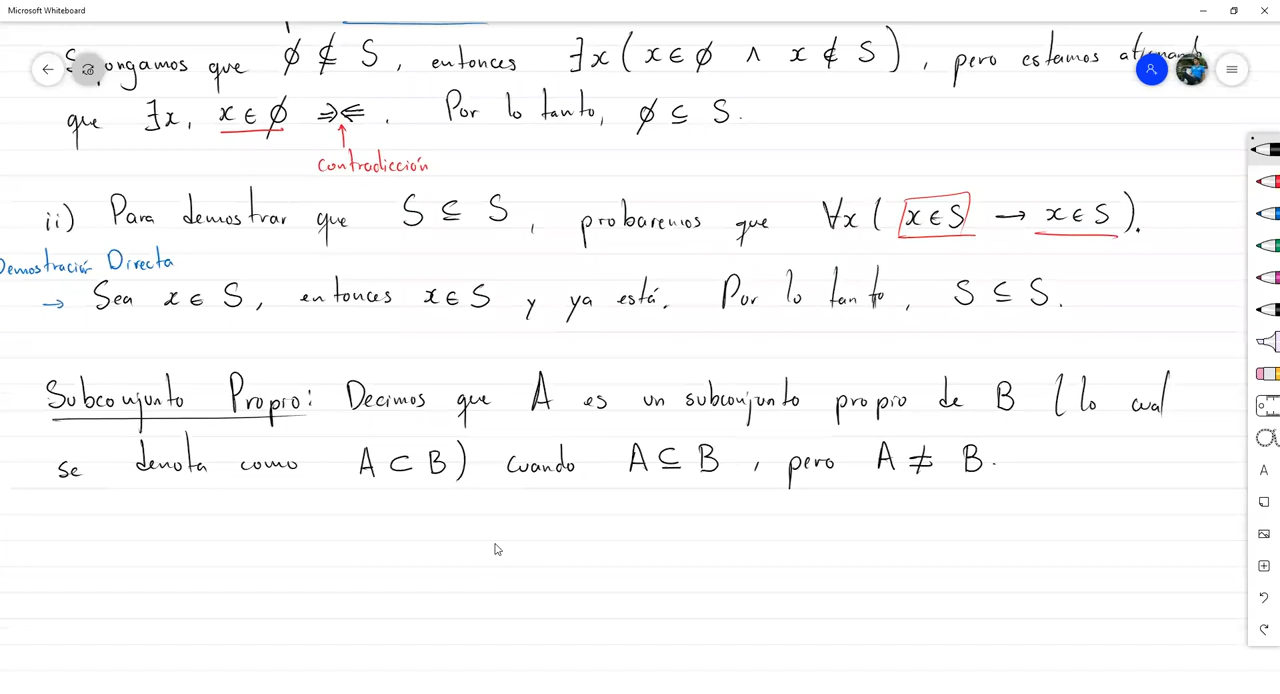 Microsoft Whiteboard
que ∅ ⊈ S , entonces ∃x ( x ∈ ∅ ∧ x ∉ S ) , pero estamos
que ∃x, x ∈ ∅ ⇒⇐ . Por lo tanto, ∅ ⊆ S.
Contradicción
ii) Para demostrar que S ⊆ S , probaremos que ∀x ( x ∈ S → x ∈ S ).
Demostración Directa
→ Sea x ∈ S, entonces x ∈ S y ya está. Por lo tanto, S ⊆ S.
Subconjunto Propio: Decimos que A es un subconjunto propio de B (lo cual
se denota como A ⊂ B) cuando A ⊆ B , pero A ≠ B.
A